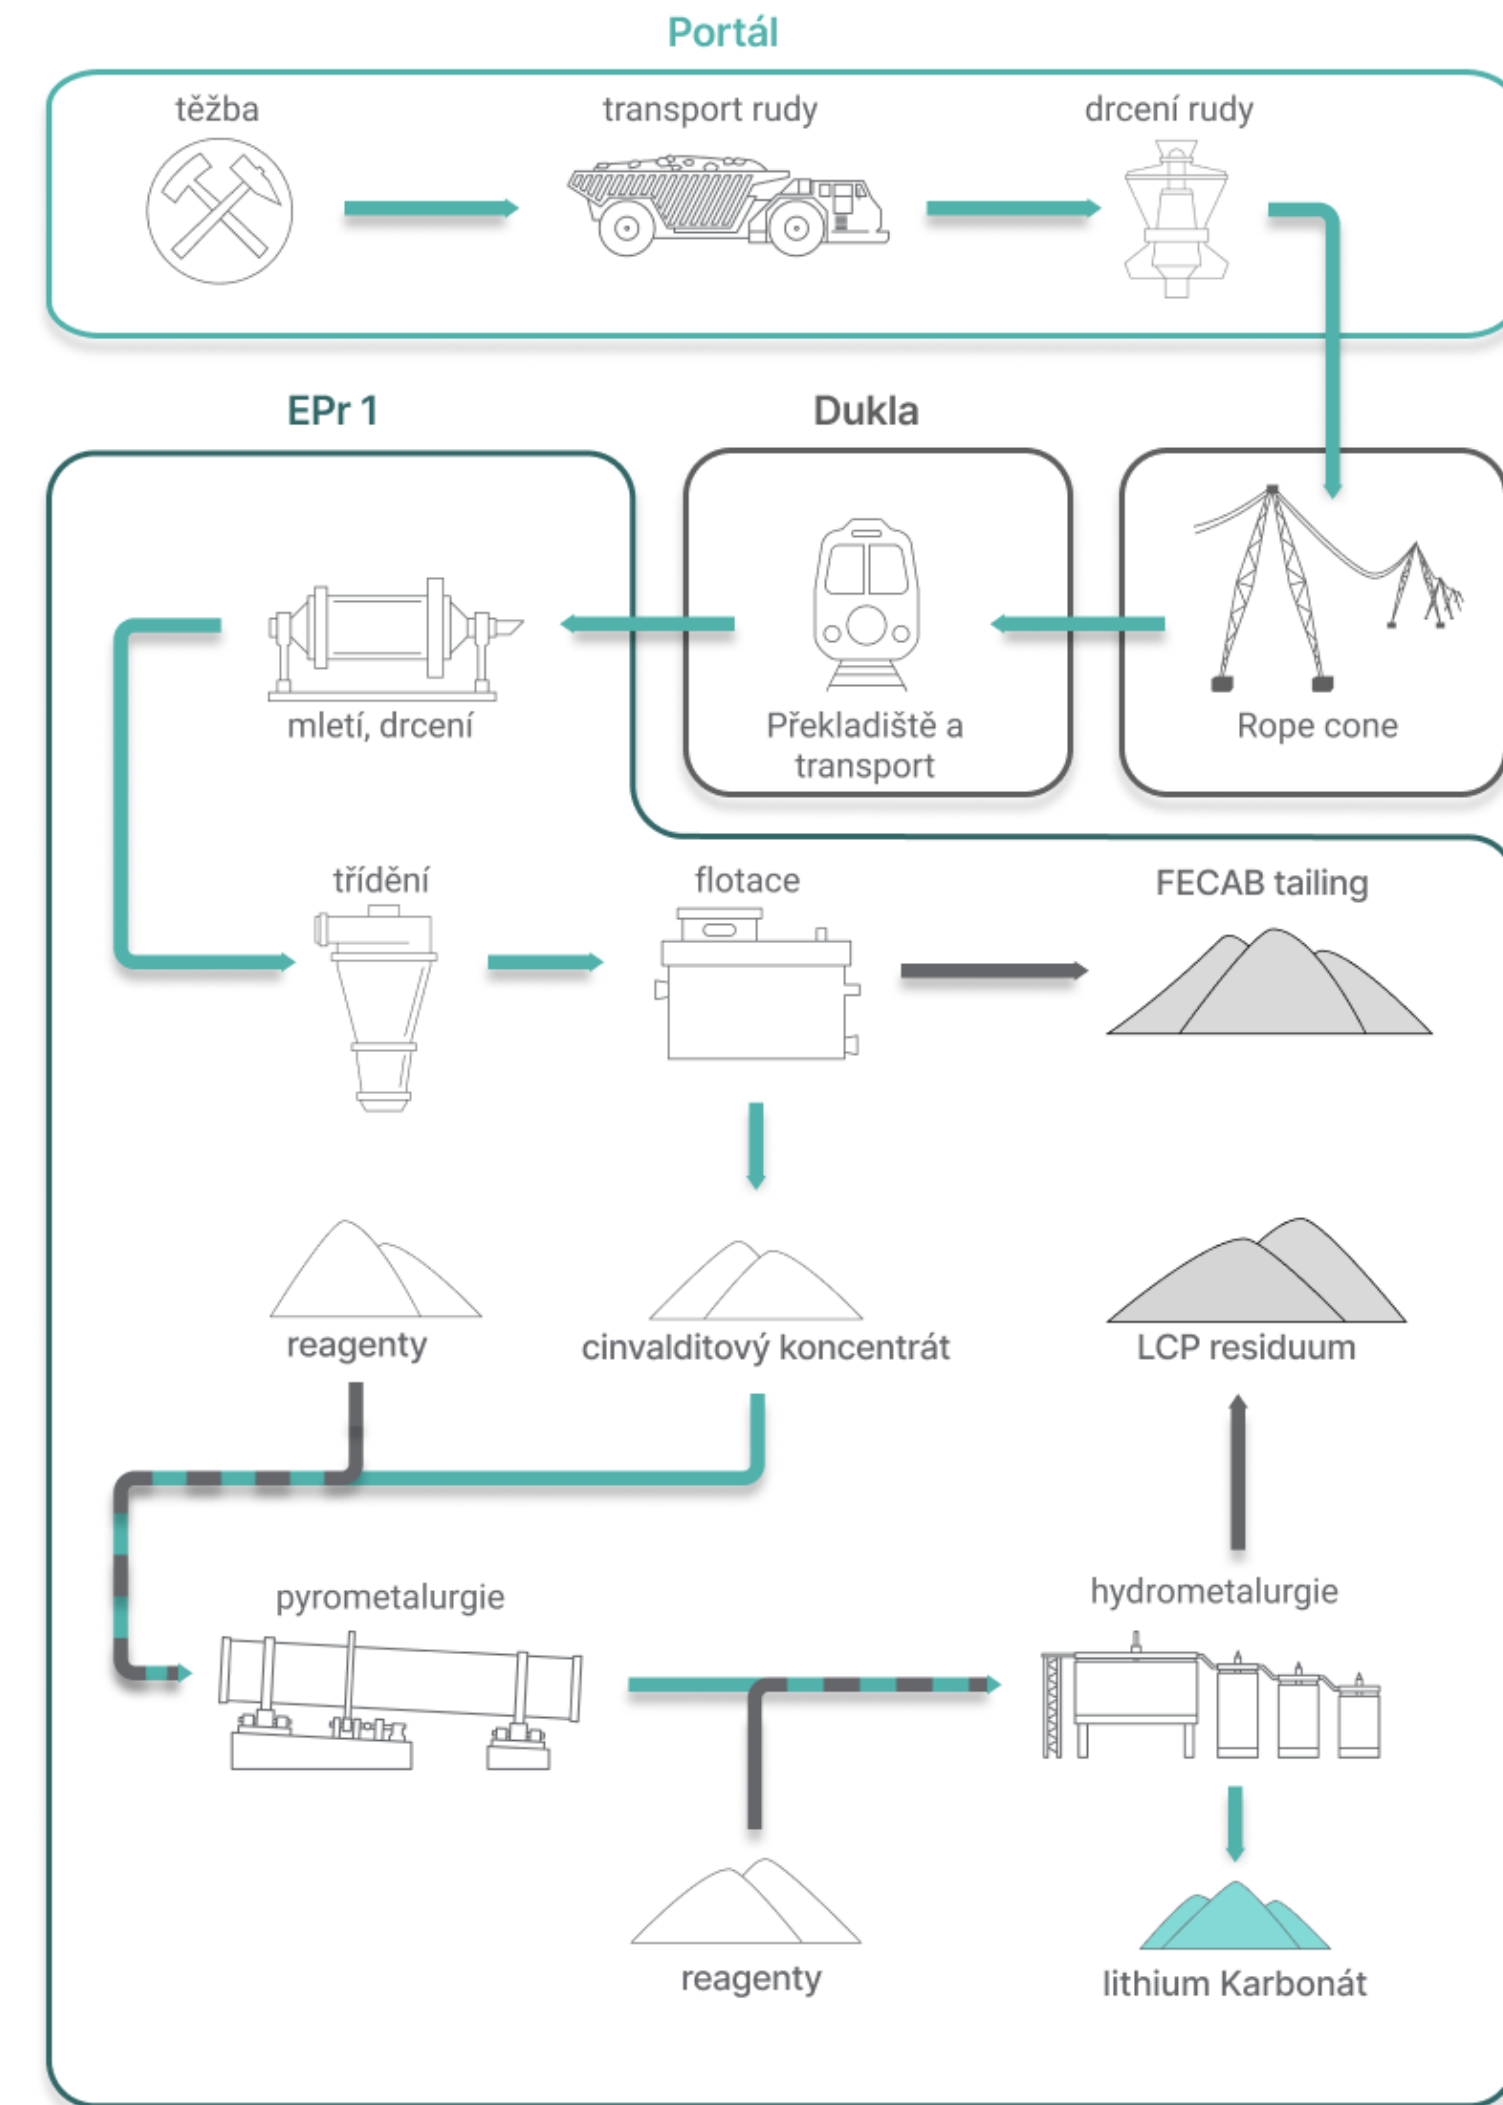 Portál
těžba
transport rudy
drcení rudy
EPr 1
Dukla
mletí, drcení
Překladiště a
transport
Rope cone
třídění
flotace
FECAB tailing
reagenty
cinvalditový koncentrát
LCP residuum
pyrometalurgie
hydrometalurgie
reagenty
lithium Karbonát